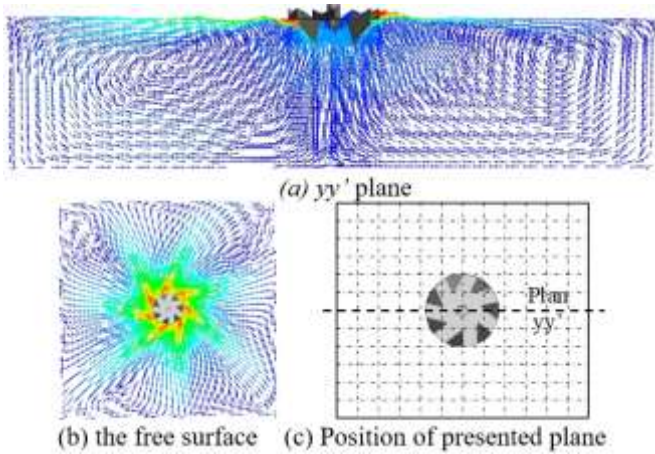 (a) yy' plane
Plan
yy'
(b) the free surface
(c) Position of presented plane